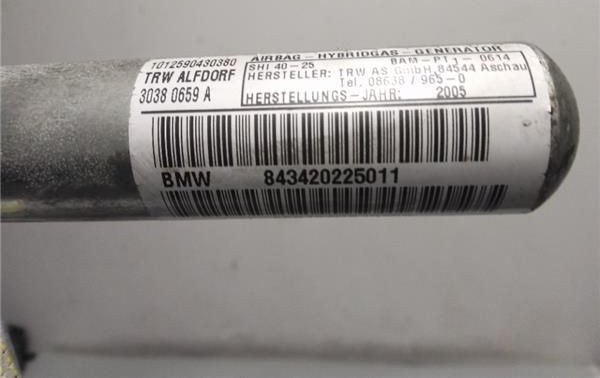 1012590430380
TRW ALFDORF
3038 0659 A
AIRBAG - HYBRIDGAS - GENERATOR
SHI 40-25 BAM-PT1- 0614
HERSTELLER: TRW AS GmbH, 84544 Aschau
Tel. 08638 / 965-0
HERSTELLUNGS-JAHR: 2005
BMW 843420225011